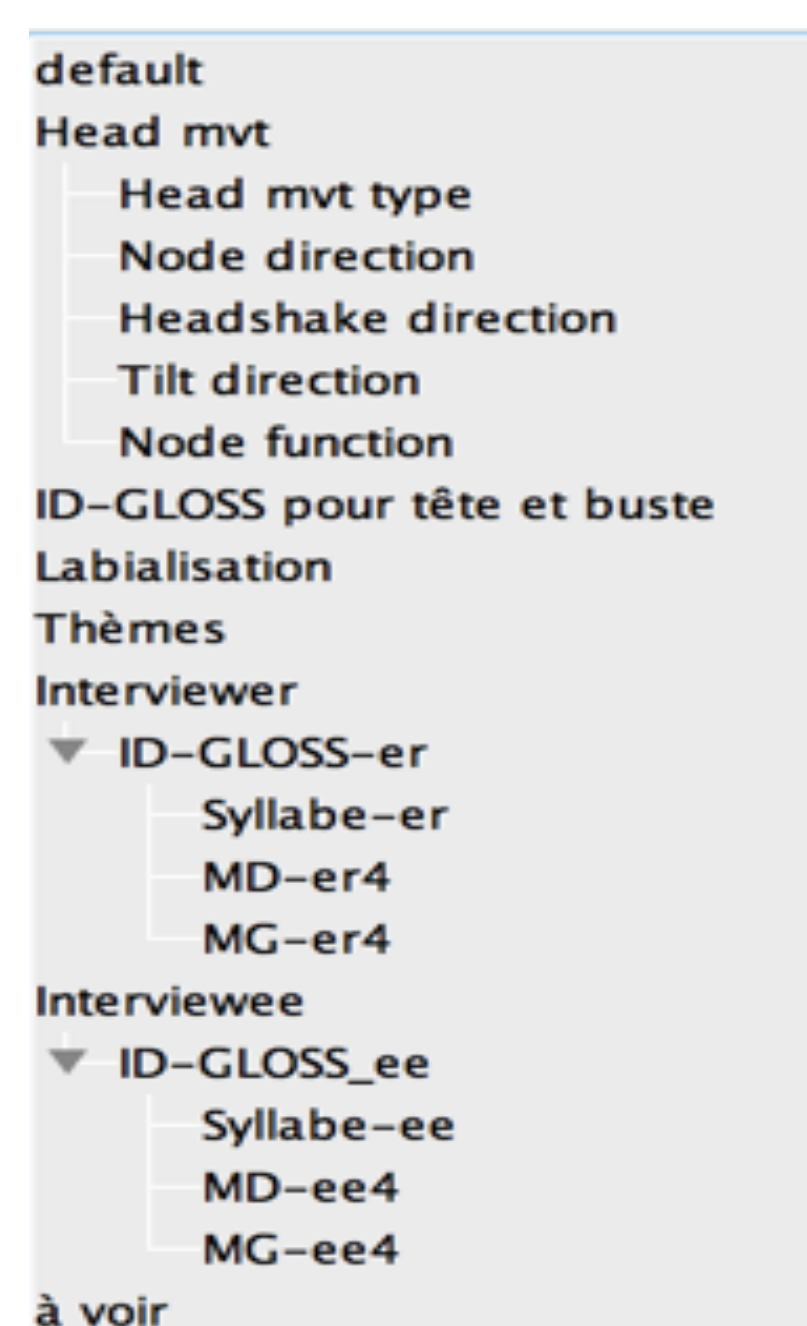 default
Head mvt
Head mvt type
Node direction
Headshake direction
Tilt direction
Node function
ID-GLOSS pour tête et buste
Labialisation
Thèmes
Interviewer
ID-GLOSS-er
Syllabe-er
MD-er4
MG-er4
Interviewee
ID-GLOSS_ee
Syllabe-ee
MD-ee4
MG-ee4
à voir